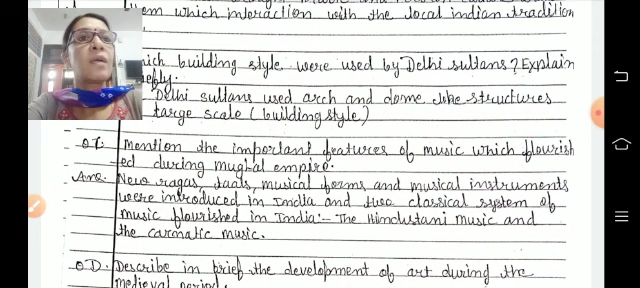 them which interaction with the local indian tradition
ich building style were used by Delhi sultans? Explain
Delhi sultans used arch and dome like structures
large scale (building style)
Q7. Mention the important features of music which flourish
ed during mughal empire.
Ans. New ragas, taals, musical forms and musical instruments
were introduced in India and two classical system of
music flourished in India:- The Himdustani music and
the carmatic music.
Q8. Describe in brief the development of art during the
medieval period.